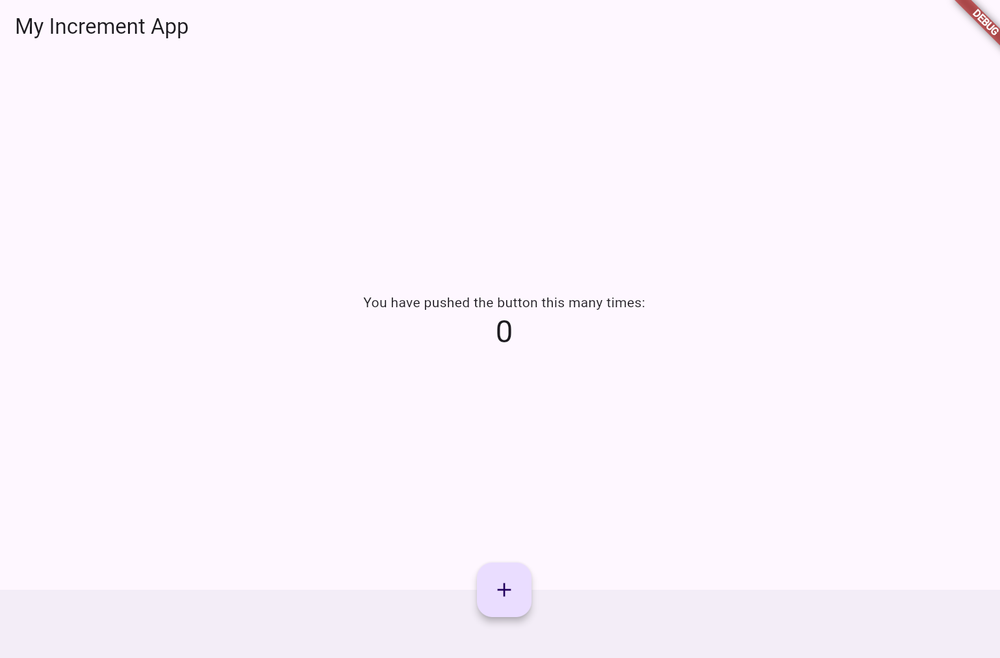 My Increment App
DEBUG
You have pushed the button this many times:
0